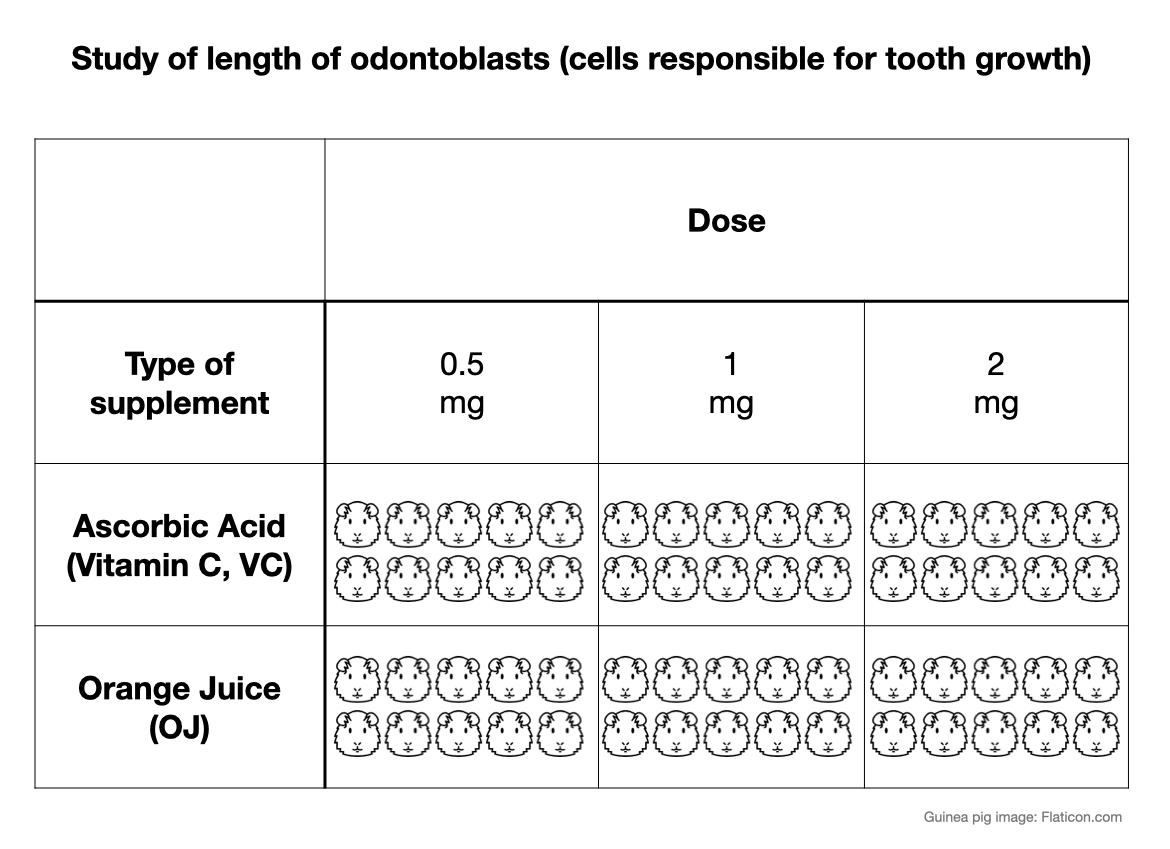 Study of length of odontoblasts (cells responsible for tooth growth)
Dose
Type of
supplement
0.5
mg
1
mg
2
mg
Ascorbic Acid
(Vitamin C, VC)
Orange Juice
(OJ)
Guinea pig image: Flaticon.com